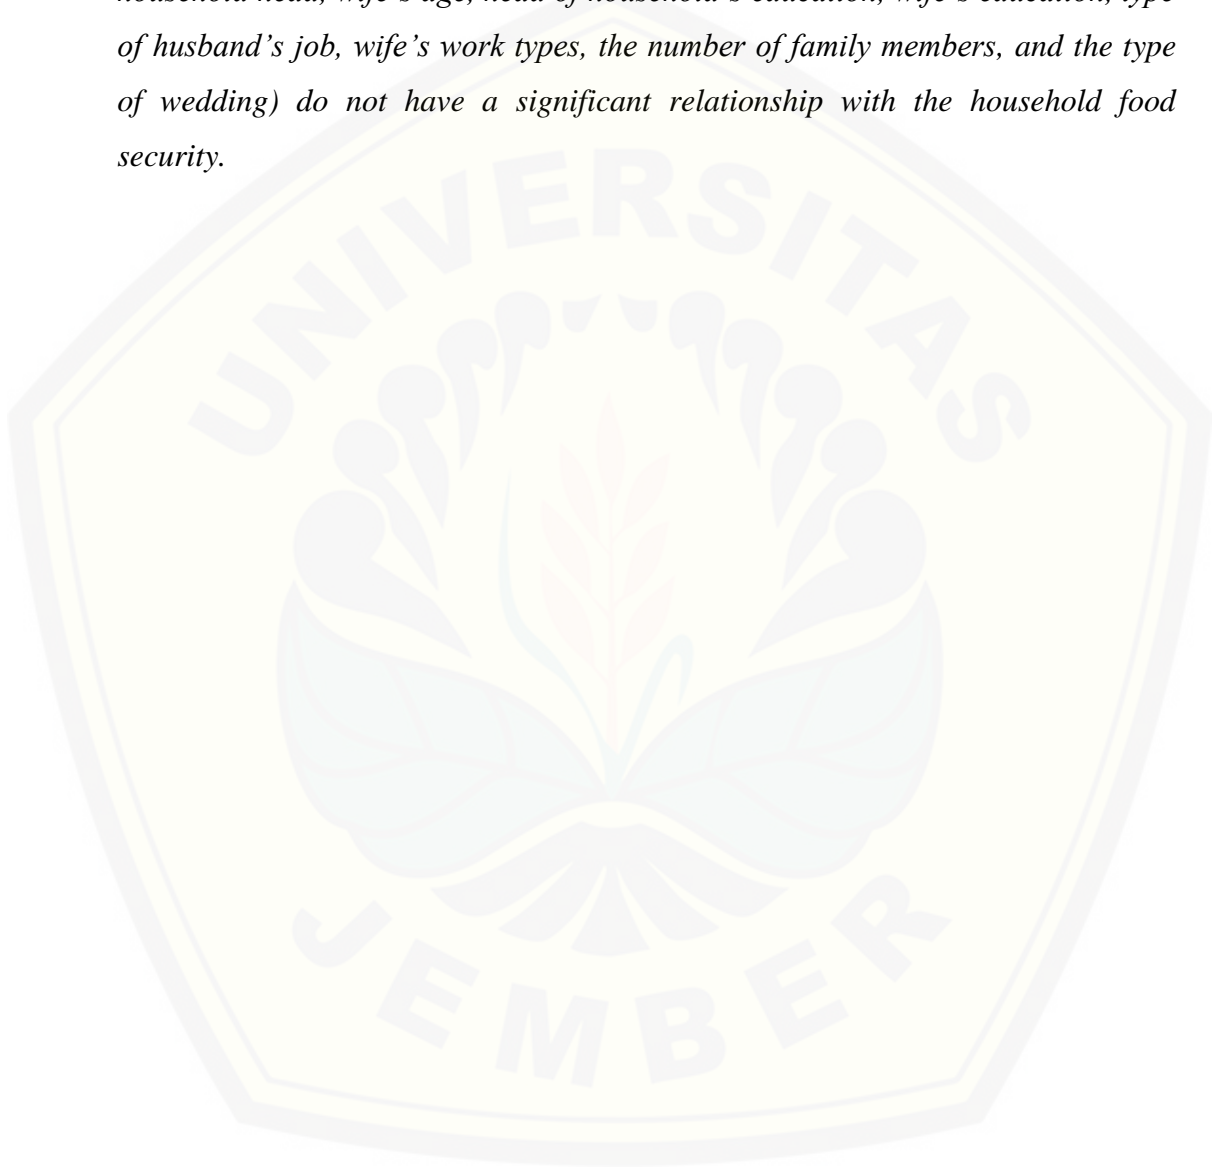 household head, wife's age, head of household's education, wife's education, type
of husband's job, wife's work types, the number of family members, and the type
of wedding) do not have a significant relationship with the household food
security.
UNIVERSITAS
JEMBER